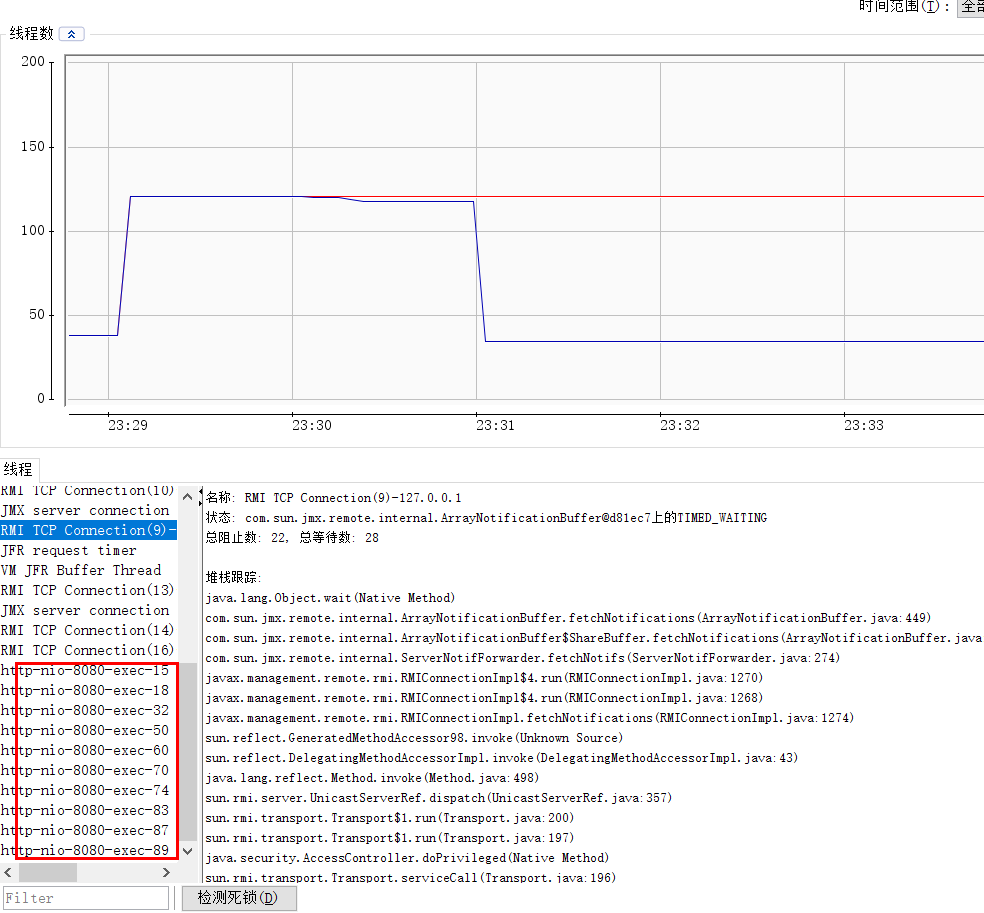 时间范围(T): 全部
线程数
200
150
100
50
0
23:29 23:30 23:31 23:32 23:33
线程
RMI TCP Connection(10)
JMX server connection
RMI TCP Connection(9)-
JFR request timer
VM JFR Buffer Thread
RMI TCP Connection(13)
JMX server connection
RMI TCP Connection(14)
RMI TCP Connection(16)
http-nio-8080-exec-15
http-nio-8080-exec-18
http-nio-8080-exec-32
http-nio-8080-exec-50
http-nio-8080-exec-60
http-nio-8080-exec-70
http-nio-8080-exec-74
http-nio-8080-exec-83
http-nio-8080-exec-87
http-nio-8080-exec-89
名称: RMI TCP Connection(9)-127.0.0.1
状态: com.sun.jmx.remote.internal.ArrayNotificationBuffer@d81ec7上的TIMED_WAITING
总阻止数: 22, 总等待数: 28
堆栈跟踪:
java.lang.Object.wait(Native Method)
com.sun.jmx.remote.internal.ArrayNotificationBuffer.fetchNotifications(ArrayNotificationBuffer.java:449)
com.sun.jmx.remote.internal.ArrayNotificationBuffer$ShareBuffer.fetchNotifications(ArrayNotificationBuffer.java
com.sun.jmx.remote.internal.ServerNotifForwarder.fetchNotifs(ServerNotifForwarder.java:274)
javax.management.remote.rmi.RMIConnectionImpl$4.run(RMIConnectionImpl.java:1270)
javax.management.remote.rmi.RMIConnectionImpl$4.run(RMIConnectionImpl.java:1268)
javax.management.remote.rmi.RMIConnectionImpl.fetchNotifications(RMIConnectionImpl.java:1274)
sun.reflect.GeneratedMethodAccessor98.invoke(Unknown Source)
sun.reflect.DelegatingMethodAccessorImpl.invoke(DelegatingMethodAccessorImpl.java:43)
java.lang.reflect.Method.invoke(Method.java:498)
sun.rmi.server.UnicastServerRef.dispatch(UnicastServerRef.java:357)
sun.rmi.transport.Transport$1.run(Transport.java:200)
sun.rmi.transport.Transport$1.run(Transport.java:197)
java.security.AccessController.doPrivileged(Native Method)
sun.rmi.transport.Transport.serviceCall(Transport.java:196)
Filter
检测死锁(D)